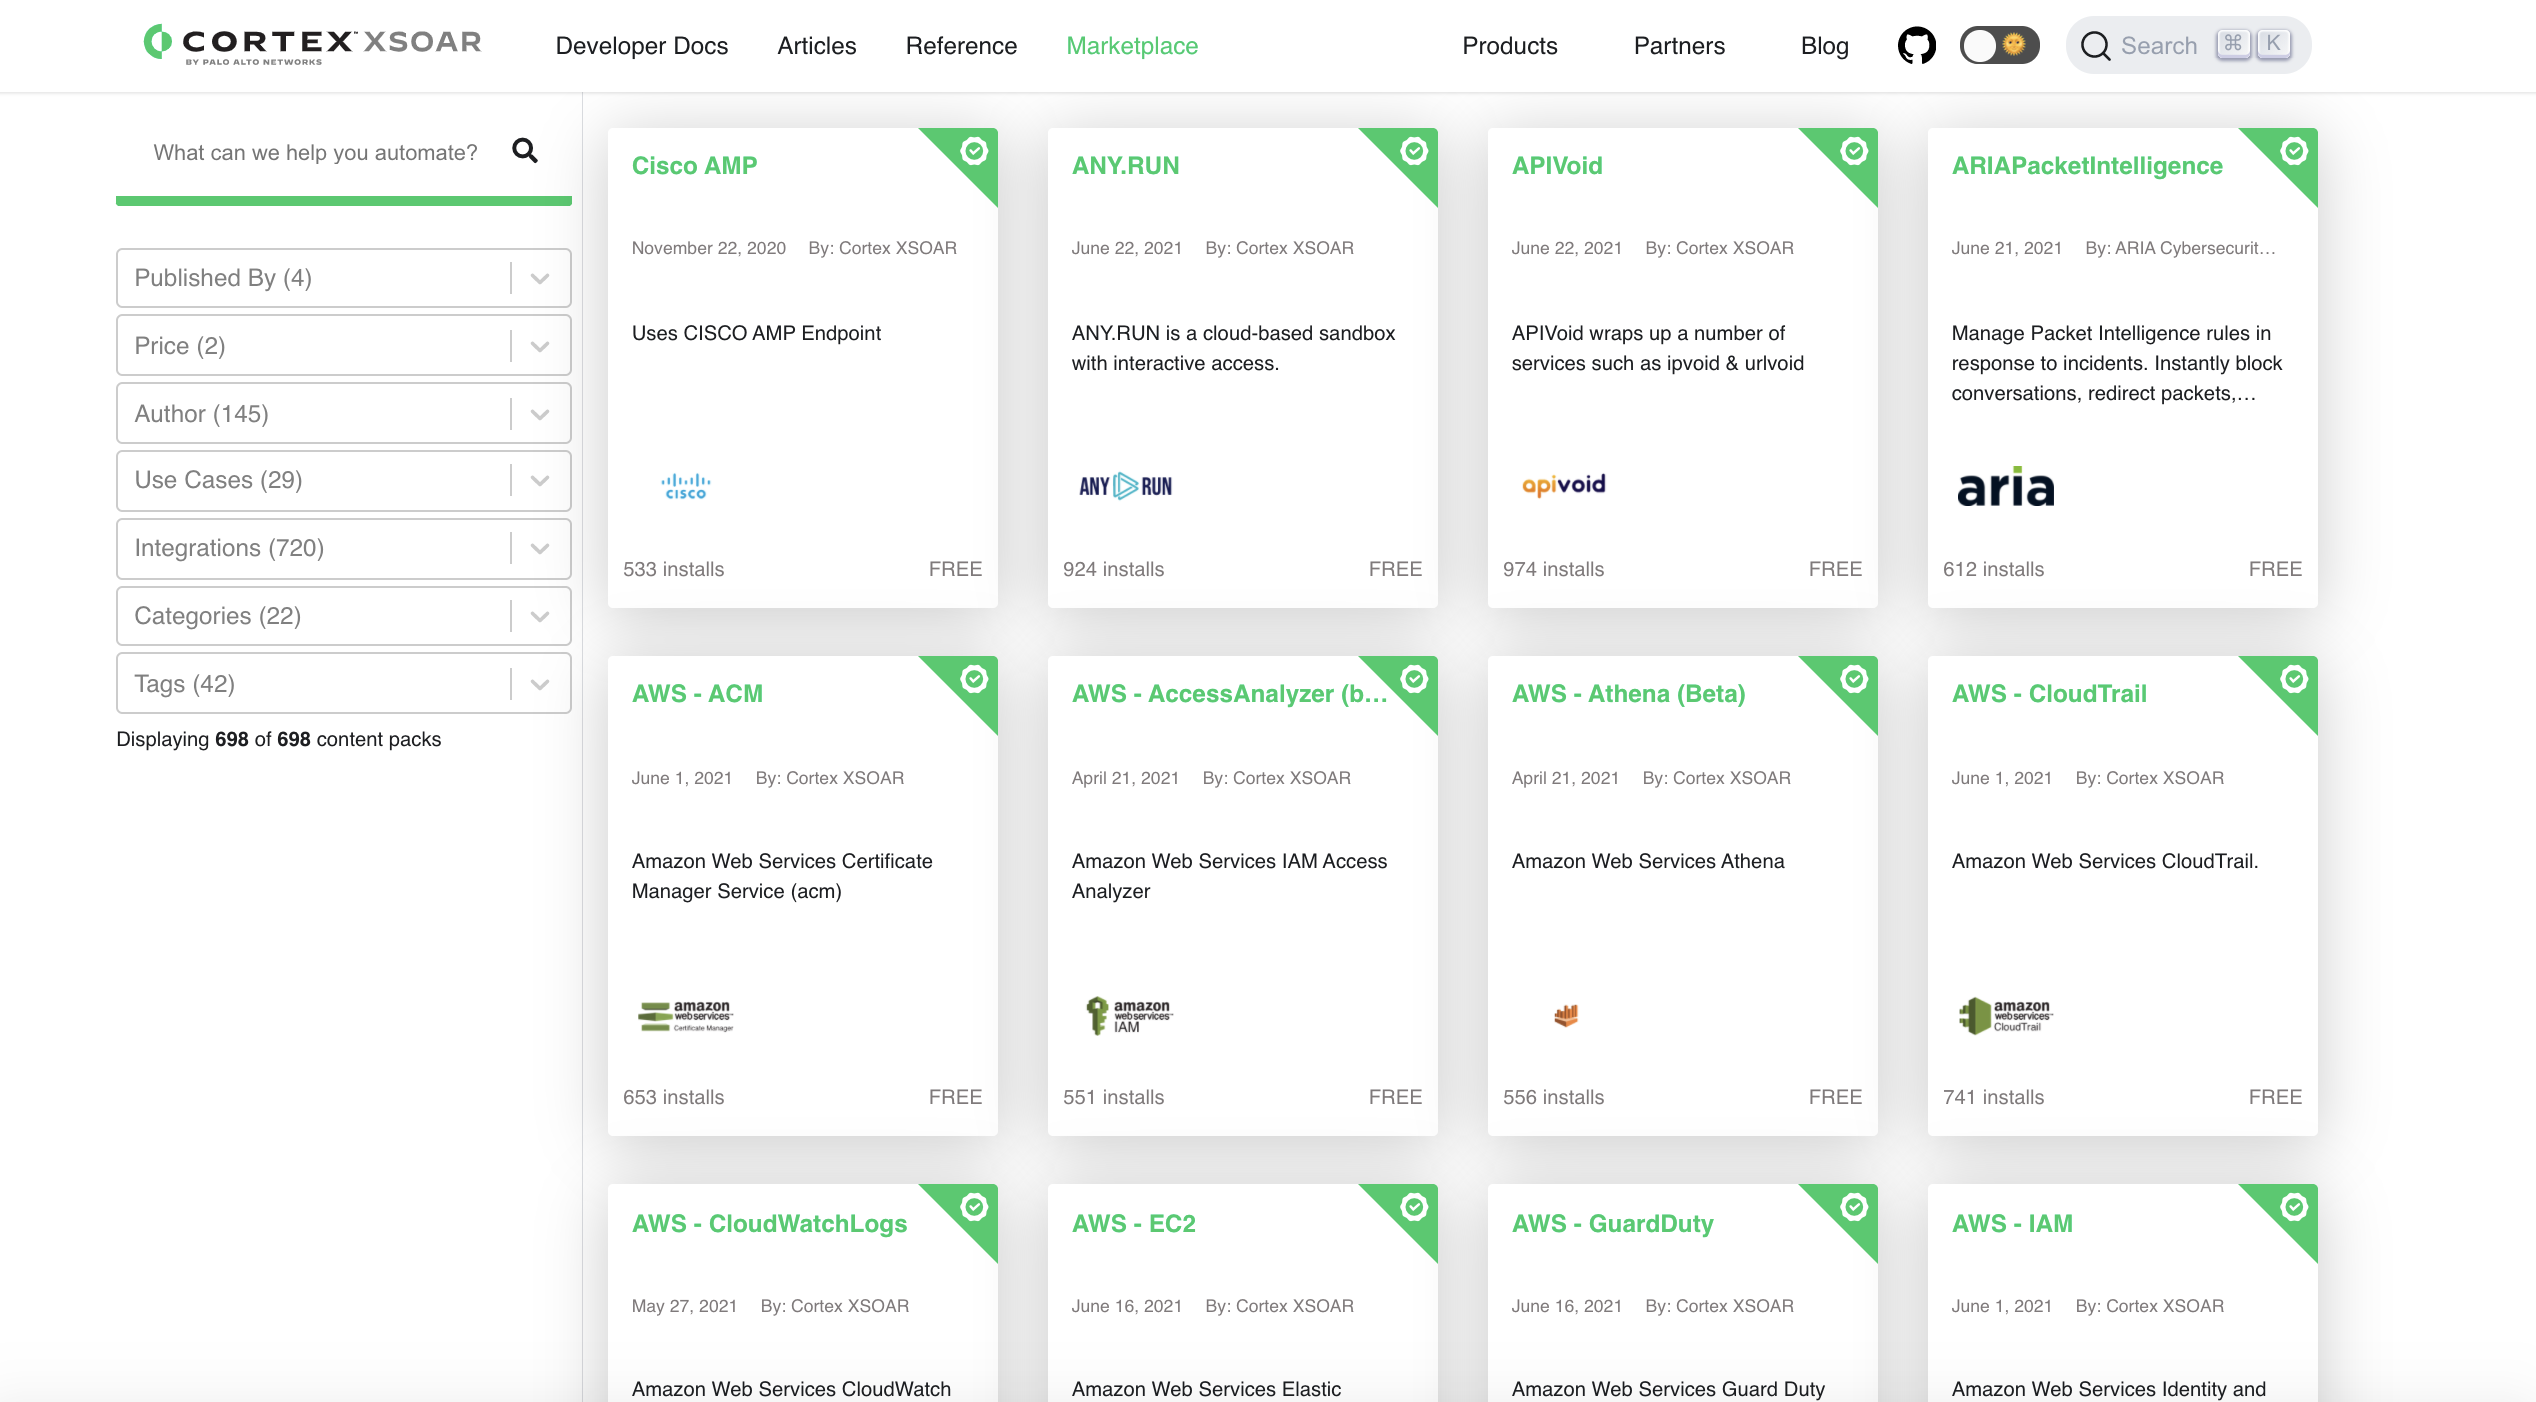 CORTEX™ XSOAR
BY PALO ALTO NETWORKS
Developer Docs
Articles
Reference
Marketplace
Products
Partners
Blog
Search ⌘ K
What can we help you automate?
Published By (4)
Price (2)
Author (145)
Use Cases (29)
Integrations (720)
Categories (22)
Tags (42)
Displaying 698 of 698 content packs
Cisco AMP
November 22, 2020 By: Cortex XSOAR
Uses CISCO AMP Endpoint
CISCO
533 installs FREE
ANY.RUN
June 22, 2021 By: Cortex XSOAR
ANY.RUN is a cloud-based sandbox
with interactive access.
ANY RUN
924 installs FREE
APIVoid
June 22, 2021 By: Cortex XSOAR
APIVoid wraps up a number of
services such as ipvoid & urlvoid
apivoid
974 installs FREE
ARIAPacketIntelligence
June 21, 2021 By: ARIA Cybersecurit…
Manage Packet Intelligence rules in
response to incidents. Instantly block
conversations, redirect packets,…
aria
612 installs FREE
AWS - ACM
June 1, 2021 By: Cortex XSOAR
Amazon Web Services Certificate
Manager Service (acm)
amazon
webservices™
Certificate Manager
653 installs FREE
AWS - AccessAnalyzer (b…
April 21, 2021 By: Cortex XSOAR
Amazon Web Services IAM Access
Analyzer
amazon
webservices™
IAM
551 installs FREE
AWS - Athena (Beta)
April 21, 2021 By: Cortex XSOAR
Amazon Web Services Athena
556 installs FREE
AWS - CloudTrail
June 1, 2021 By: Cortex XSOAR
Amazon Web Services CloudTrail.
amazon
webservices™
CloudTrail
741 installs FREE
AWS - CloudWatchLogs
May 27, 2021 By: Cortex XSOAR
Amazon Web Services CloudWatch
AWS - EC2
June 16, 2021 By: Cortex XSOAR
Amazon Web Services Elastic
AWS - GuardDuty
June 16, 2021 By: Cortex XSOAR
Amazon Web Services Guard Duty
AWS - IAM
June 1, 2021 By: Cortex XSOAR
Amazon Web Services Identity and